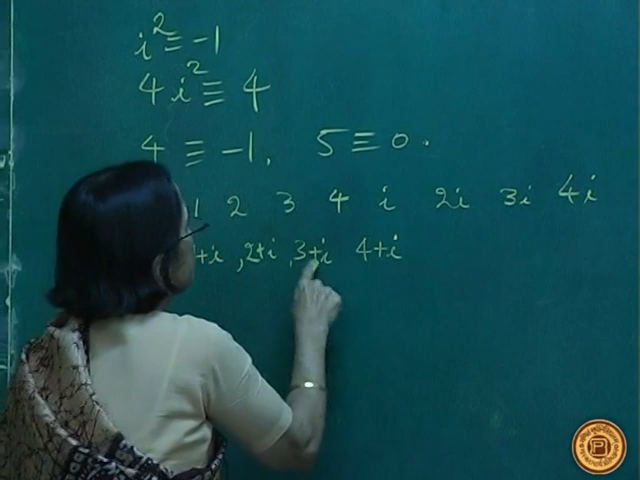 i² ≡ -1
4i² ≡ 4
4 ≡ -1, 5 ≡ 0.
1 2 3 4 i 2i 3i 4i
+i, 2+i, 3+i 4+i